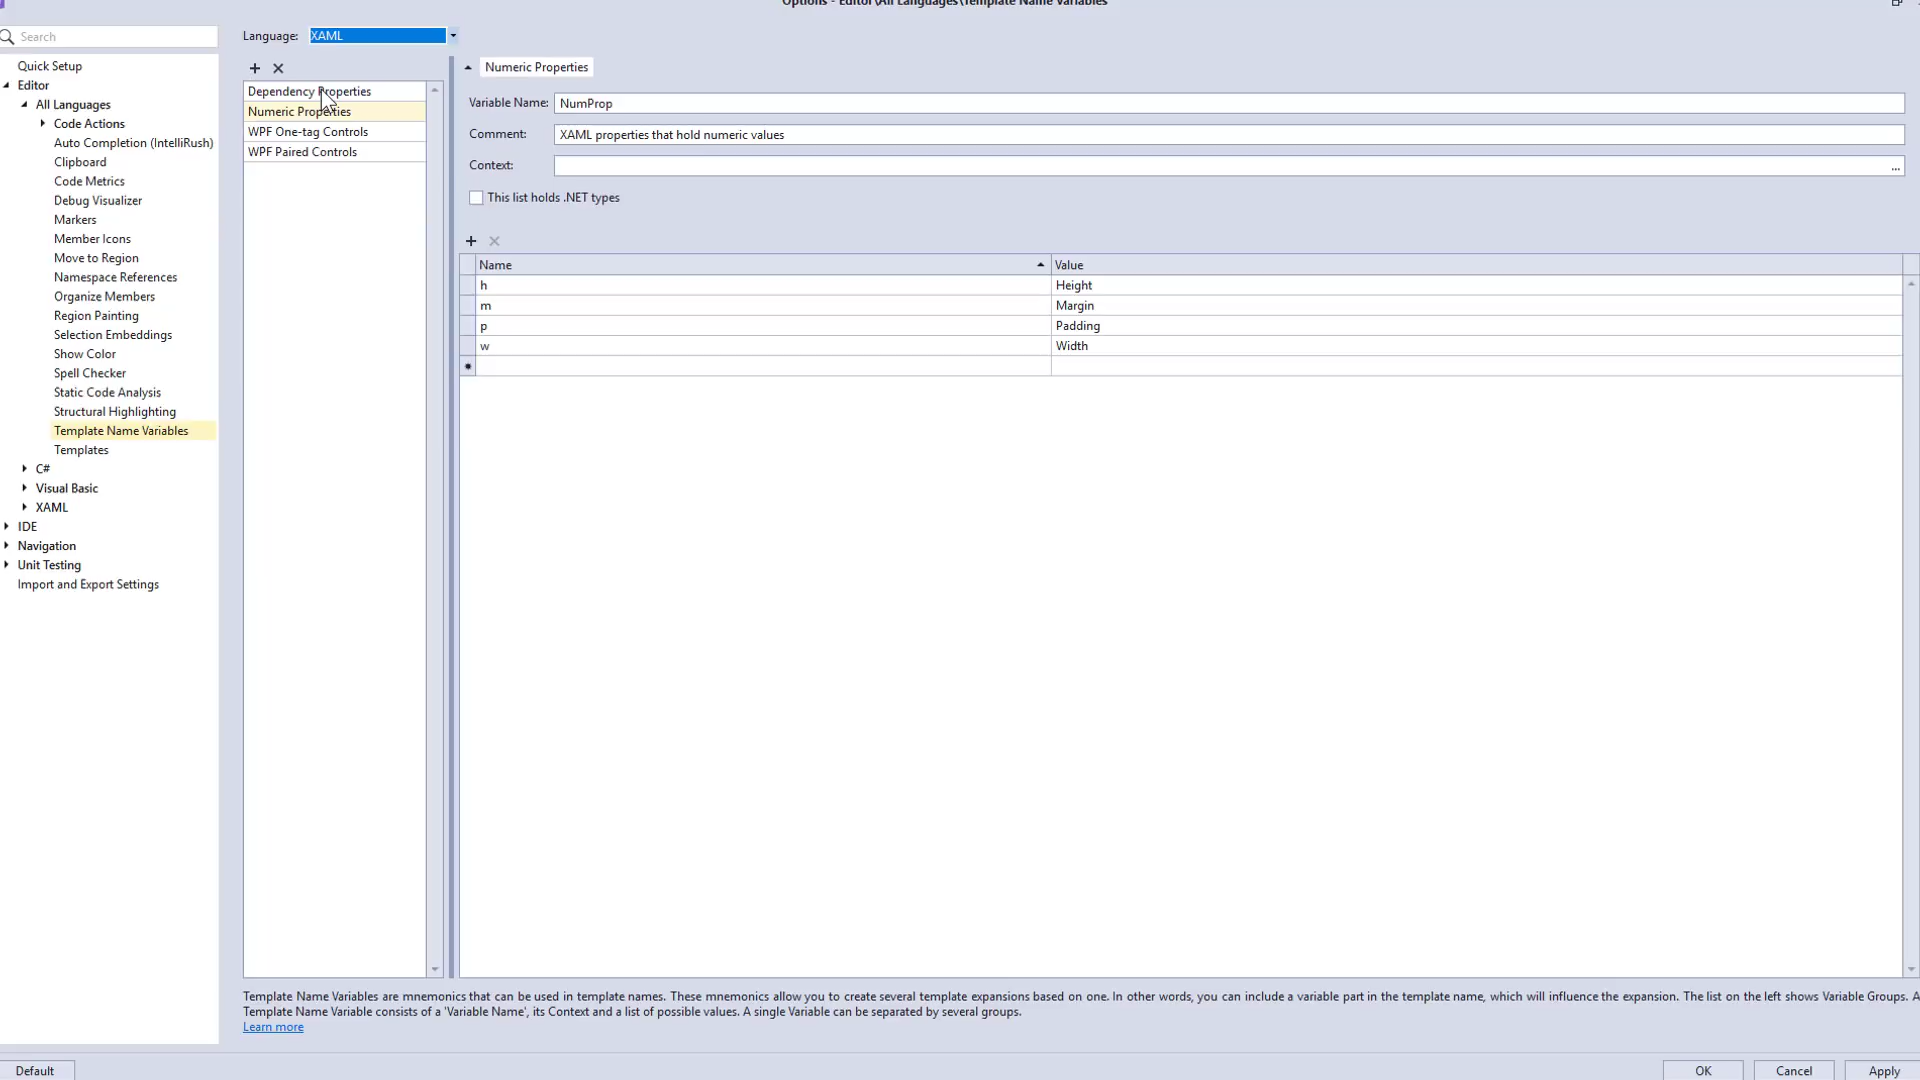 Options - Editor\All Languages\Template Name Variables
Search
Quick Setup
Editor
All Languages
Code Actions
Auto Completion (IntelliRush)
Clipboard
Code Metrics
Debug Visualizer
Markers
Member Icons
Move to Region
Namespace References
Organize Members
Region Painting
Selection Embeddings
Show Color
Spell Checker
Static Code Analysis
Structural Highlighting
Template Name Variables
Templates
C#
Visual Basic
XAML
IDE
Navigation
Unit Testing
Import and Export Settings
Language: XAML
Dependency Properties
Numeric Properties
WPF One-tag Controls
WPF Paired Controls
Numeric Properties
Variable Name: NumProp
Comment: XAML properties that hold numeric values
Context: ...
This list holds .NET types
Name Value
h Height
m Margin
p Padding
w Width
Template Name Variables are mnemonics that can be used in template names. These mnemonics allow you to create several template expansions based on one. In other words, you can include a variable part in the template name, which will influence the expansion. The list on the left shows Variable Groups. A
Template Name Variable consists of a 'Variable Name', its Context and a list of possible values. A single Variable can be separated by several groups.
Learn more
Default OK Cancel Apply